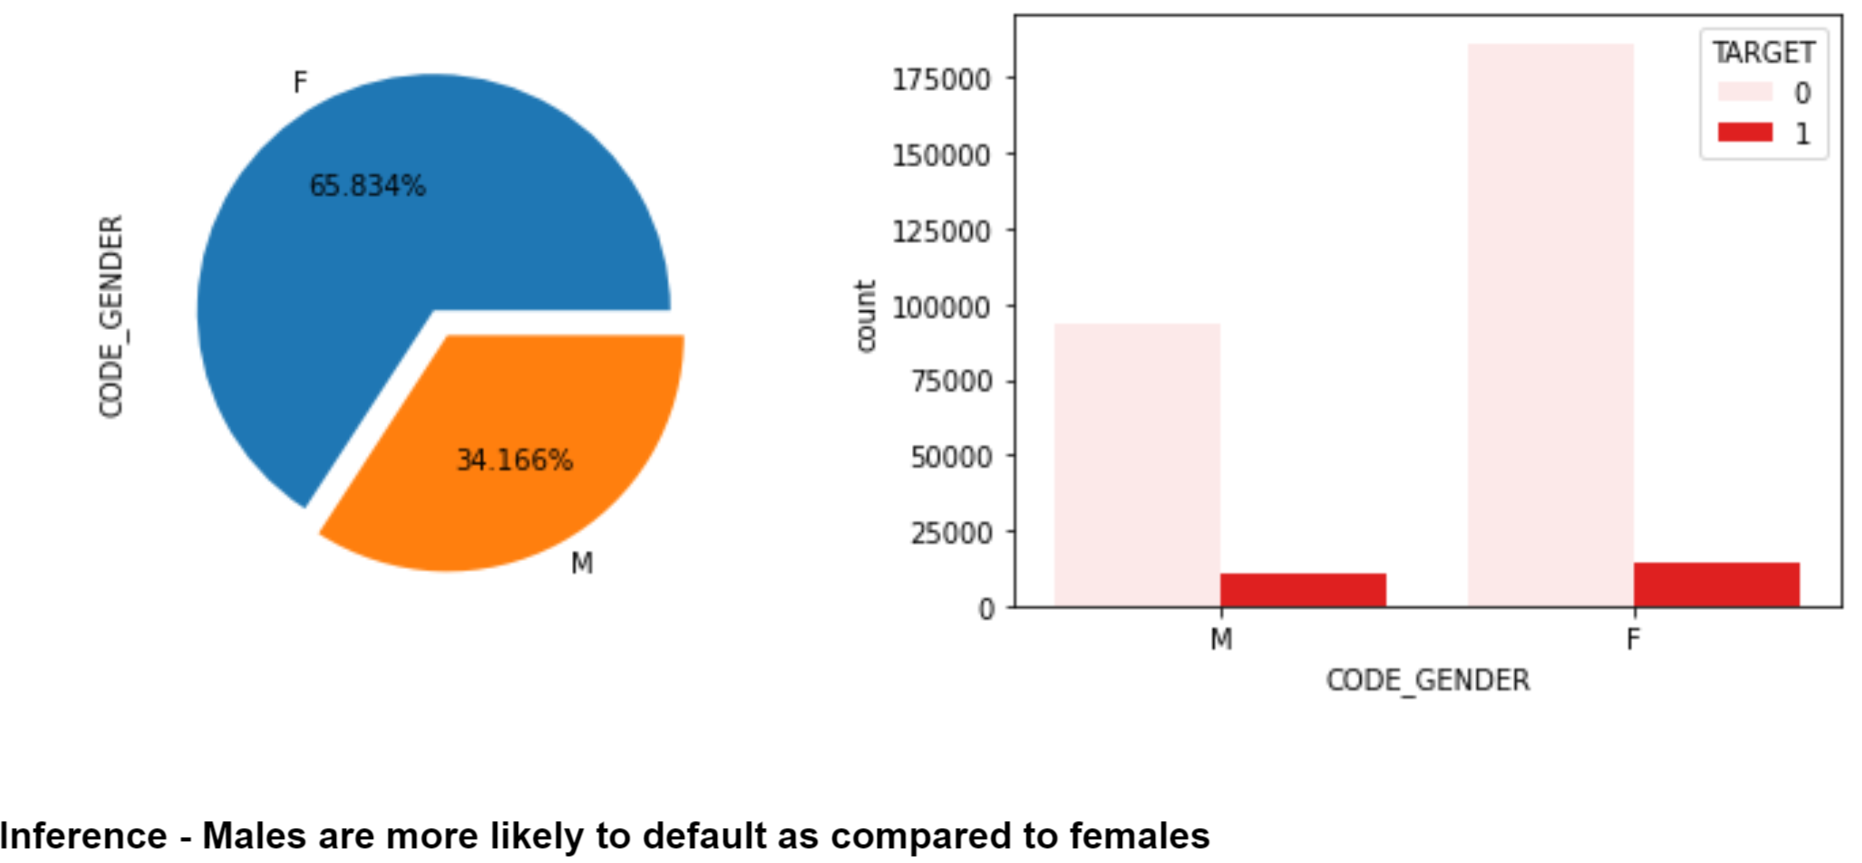 F
65.834%
CODE_GENDER
34.166%
M
TARGET
0
1
175000
150000
125000
100000
75000
50000
25000
0
count
M
F
CODE_GENDER
Inference - Males are more likely to default as compared to females